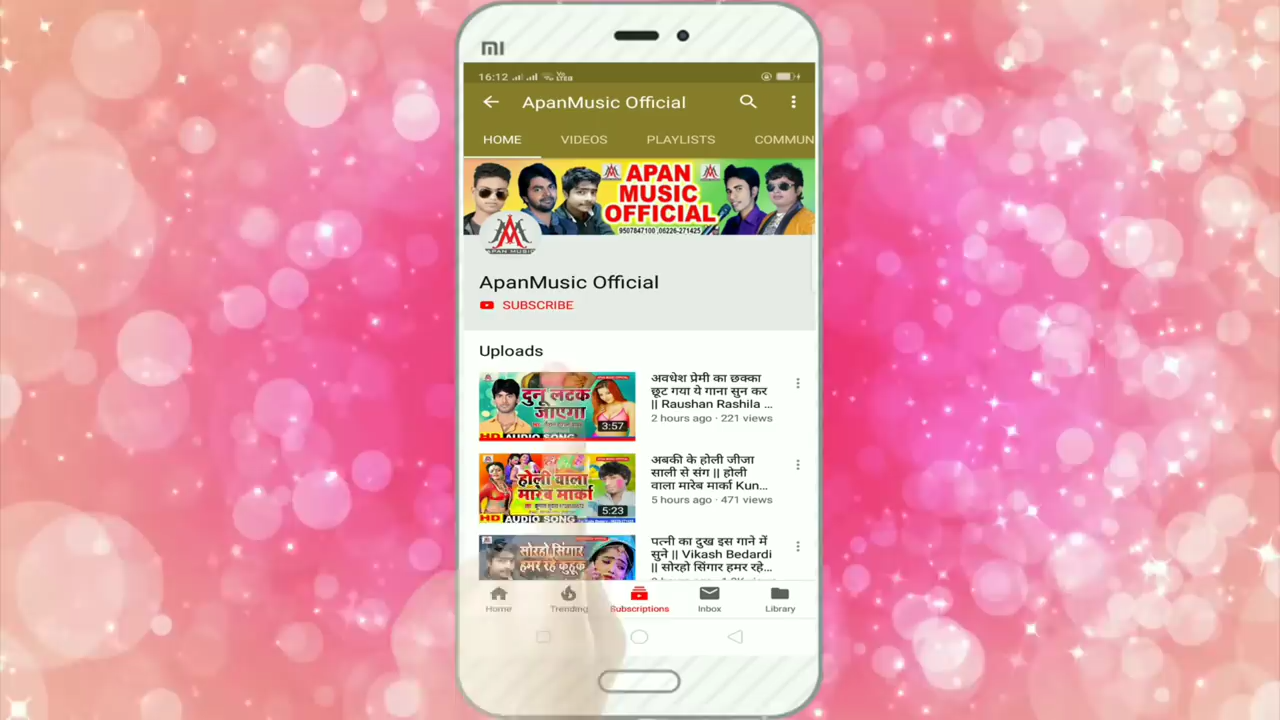 mi
16:12
ApanMusic Official
HOME VIDEOS PLAYLISTS COMMUN
APAN
MUSIC
OFFICIAL
9507847100 ,06226-271425
APAN MUSIC
ApanMusic Official
SUBSCRIBE
Uploads
दुनू लटक
जाएगा
3:57
HD AUDIO SONG
अवधेश प्रेमी का छक्का
छूट गया ये गाना सुन कर
|| Raushan Rashila ...
2 hours ago · 221 views
होली वाला
मारेब मार्का
5:23
HD AUDIO SONG
अबकी के होली जीजा
साली से संग || होली
वाला मारेब मार्का Kun...
5 hours ago · 471 views
सोरहो सिंगार
हमर रहे कुहूक
पत्नी का दुख इस गाने में
सुने || Vikash Bedardi
|| सोरहो सिंगार हमर रहे...
Home Trending Subscriptions Inbox Library